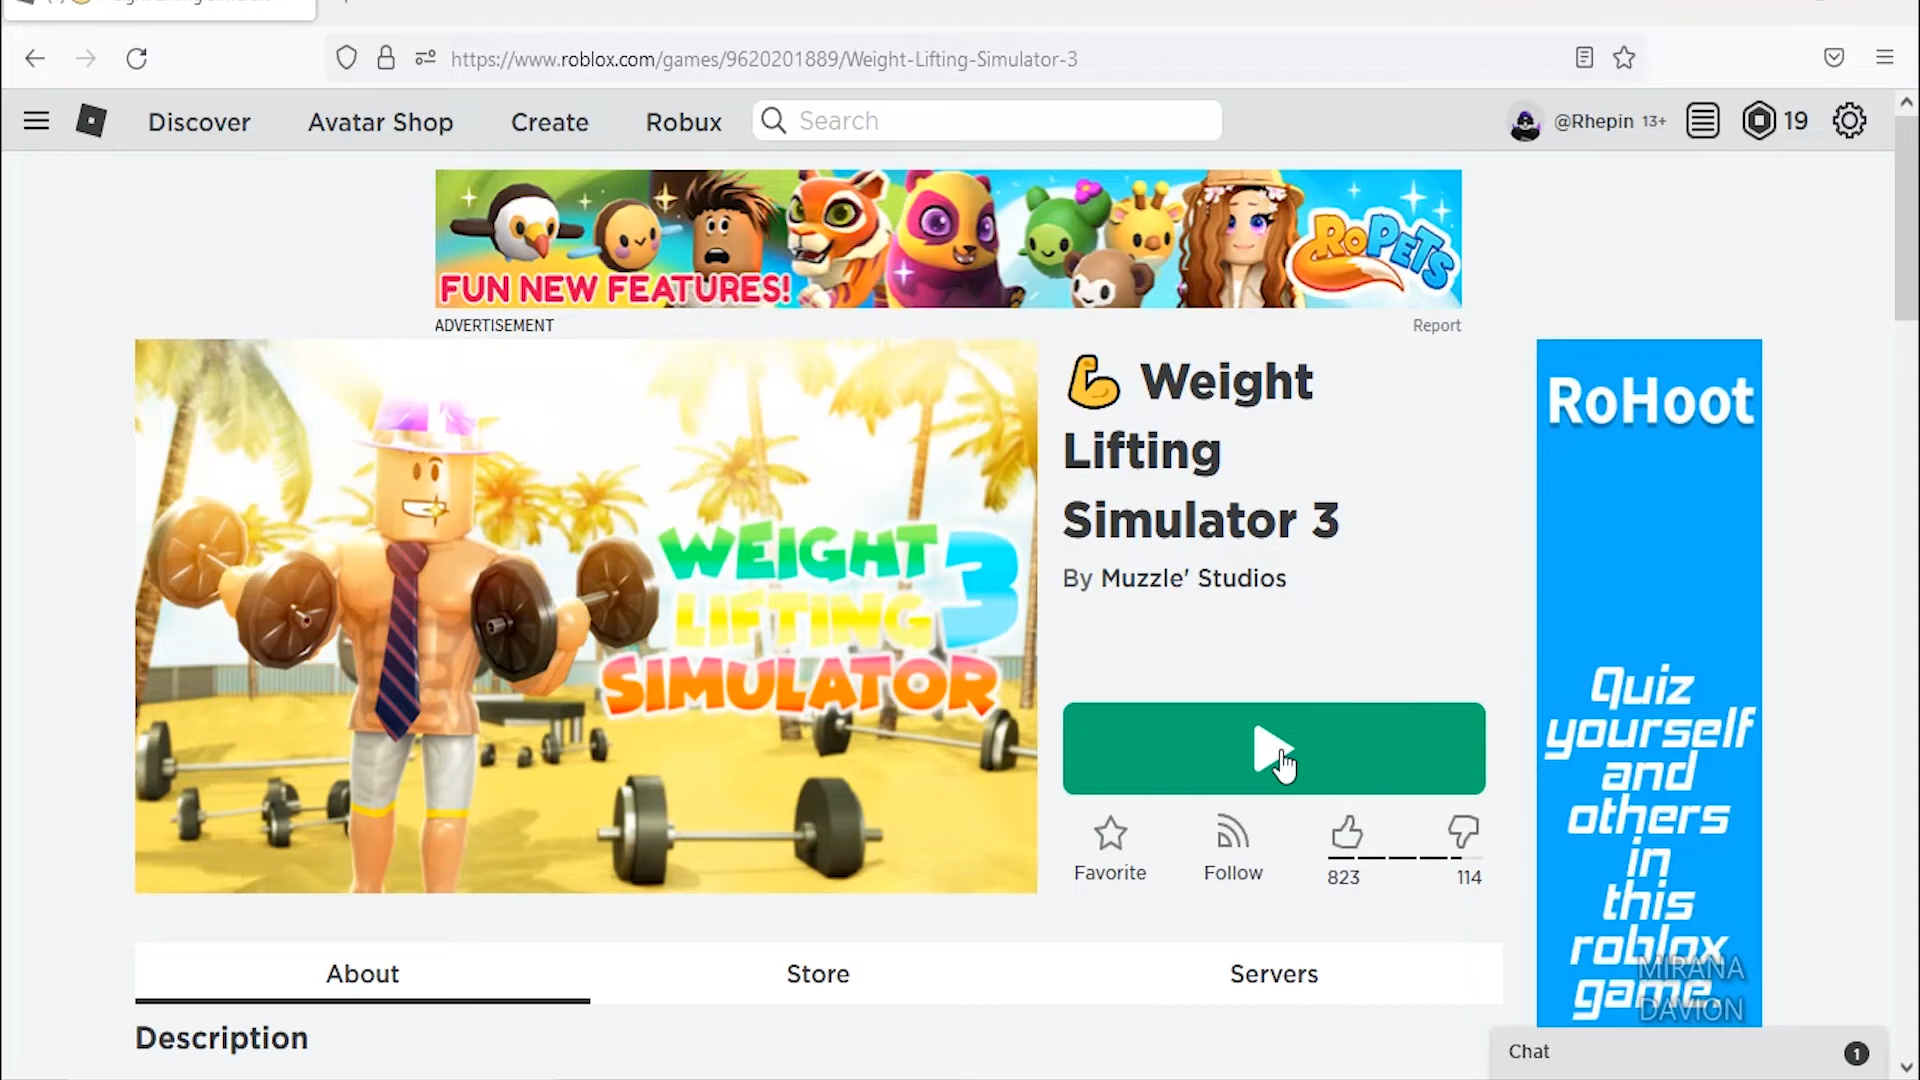 https://www.roblox.com/games/9620201889/Weight-Lifting-Simulator-3
Discover
Avatar Shop
Create
Robux
Search
@Rhepin 13+
19
FUN NEW FEATURES!
ROPETS
ADVERTISEMENT
Report
WEIGHT
LIFTING
3
SIMULATOR
Weight
Lifting
Simulator 3
By Muzzle' Studios
Favorite
Follow
823
114
RoHoot
Quiz
yourself
and
others
in
this
roblox
game.
MIRANA
DAVION
About
Store
Servers
Description
Chat
1